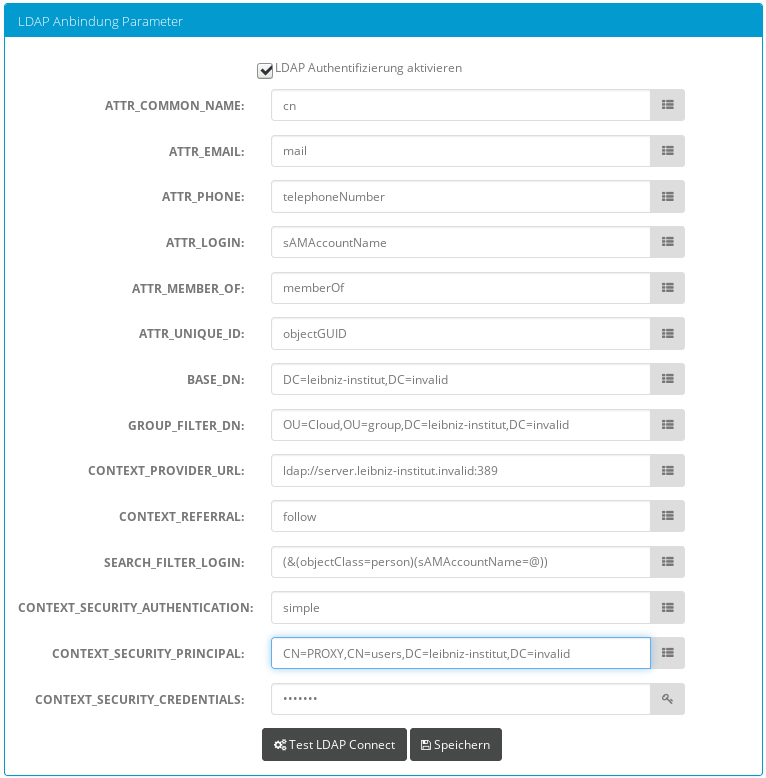 LDAP Anbindung Parameter
LDAP Authentifizierung aktivieren
ATTR_COMMON_NAME: cn
ATTR_EMAIL: mail
ATTR_PHONE: telephoneNumber
ATTR_LOGIN: sAMAccountName
ATTR_MEMBER_OF: memberOf
ATTR_UNIQUE_ID: objectGUID
BASE_DN: DC=leibniz-institut,DC=invalid
GROUP_FILTER_DN: OU=Cloud,OU=group,DC=leibniz-institut,DC=invalid
CONTEXT_PROVIDER_URL: ldap://server.leibniz-institut.invalid:389
CONTEXT_REFERRAL: follow
SEARCH_FILTER_LOGIN: (&(objectClass=person)(sAMAccountName=@))
CONTEXT_SECURITY_AUTHENTICATION: simple
CONTEXT_SECURITY_PRINCIPAL: CN=PROXY,CN=users,DC=leibniz-institut,DC=invalid
CONTEXT_SECURITY_CREDENTIALS: •••••••
Test LDAP Connect Speichern